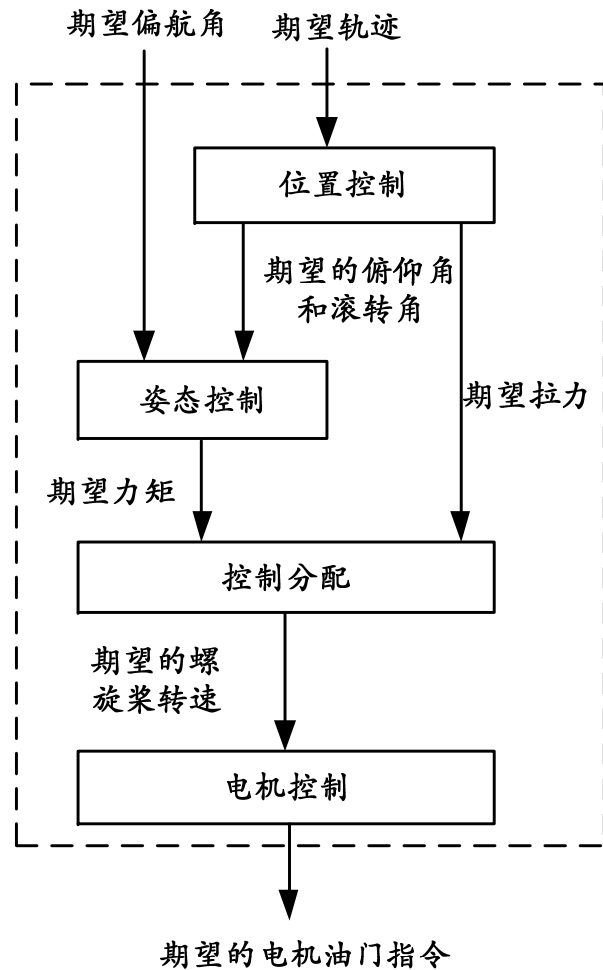 期望偏航角
期望轨迹
位置控制
期望的俯仰角
和滚转角
姿态控制
期望拉力
期望力矩
控制分配
期望的螺
旋桨转速
电机控制
期望的电机油门指令